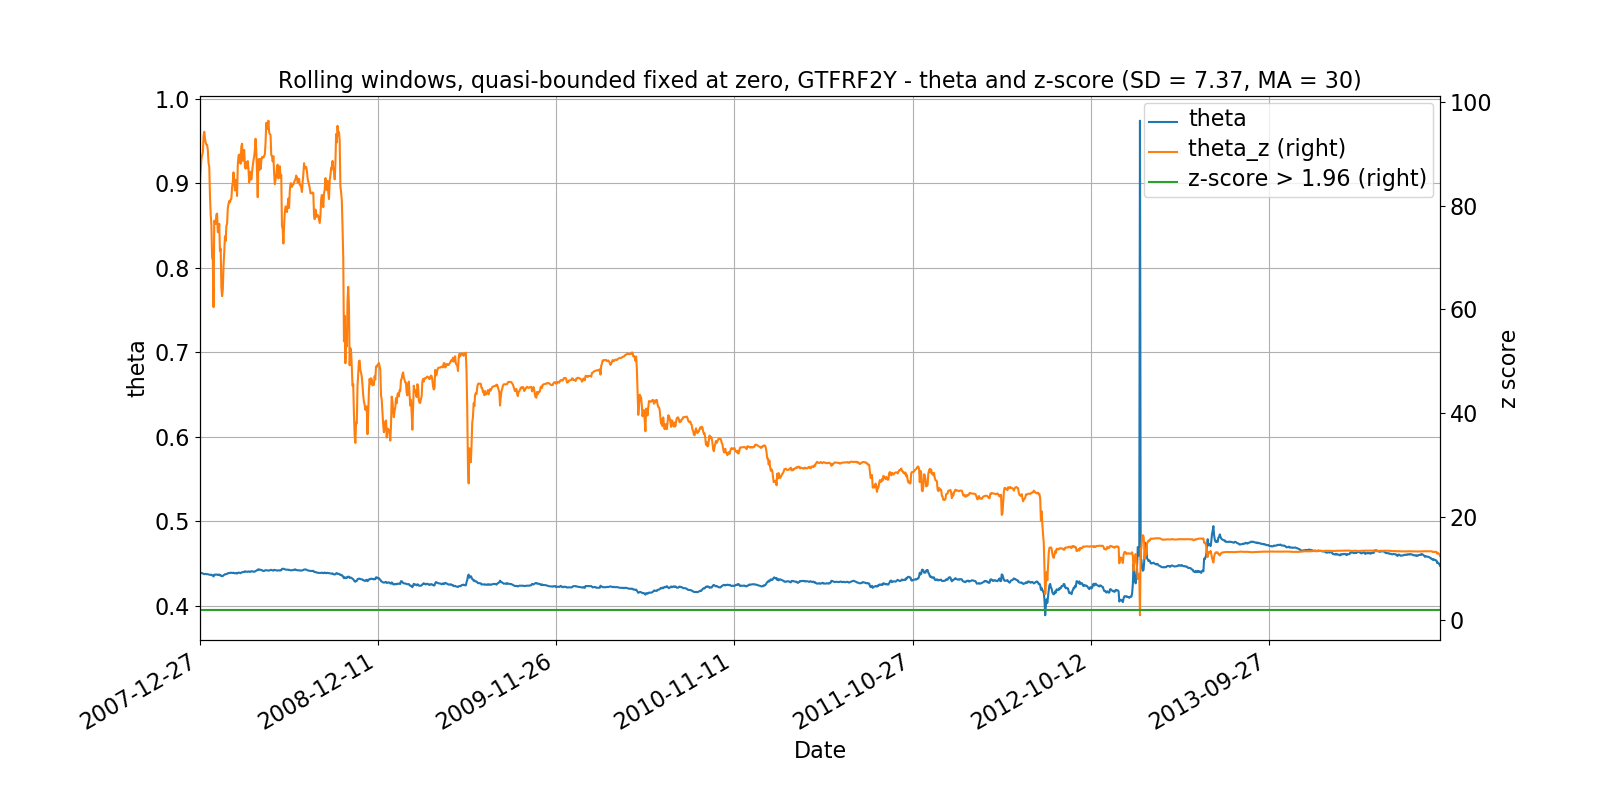 Rolling windows, quasi-bounded fixed at zero, GTFRF2Y - theta and z-score (SD = 7.37, MA = 30)
theta
theta_z (right)
z-score > 1.96 (right)
1.0
0.9
0.8
0.7
0.6
0.5
0.4
theta
100
80
60
40
20
0
z score
2007-12-27
2008-12-11
2009-11-26
2010-11-11
2011-10-27
2012-10-12
2013-09-27
Date